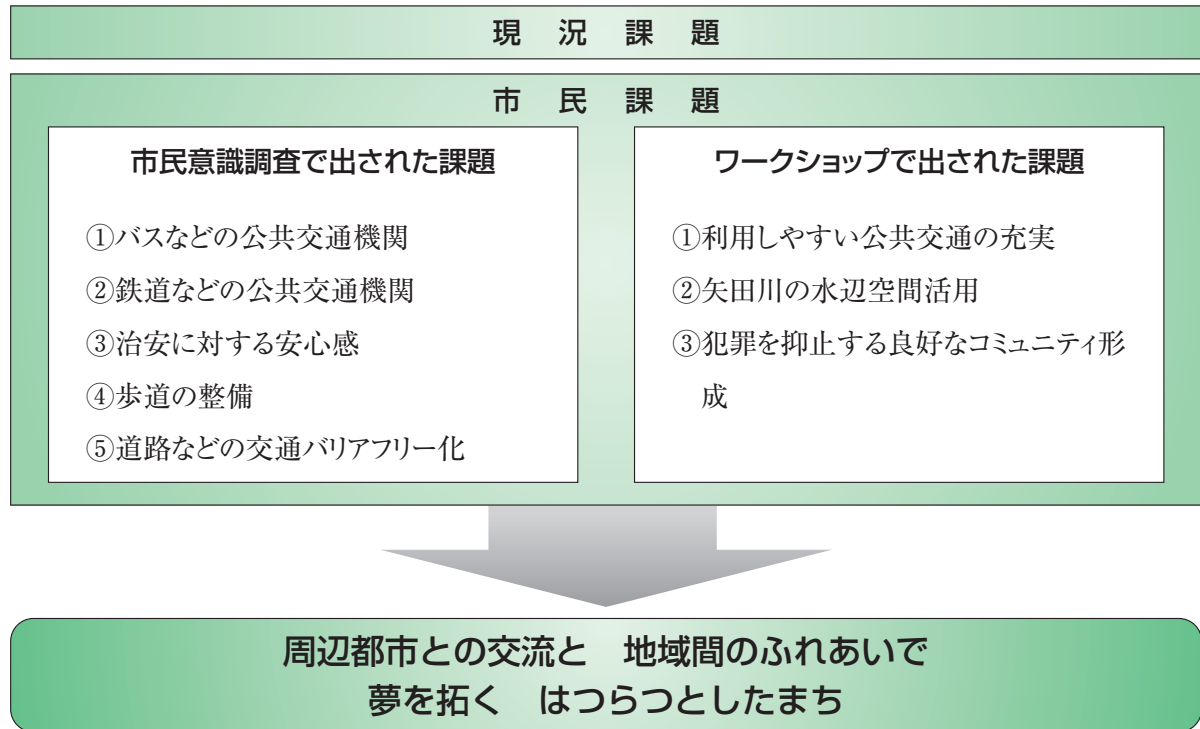 現況課題
市民課題
市民意識調査で出された課題
①バスなどの公共交通機関
②鉄道などの公共交通機関
③治安に対する安心感
④歩道の整備
⑤道路などの交通バリアフリー化
ワークショップで出された課題
①利用しやすい公共交通の充実
②矢田川の水辺空間活用
③犯罪を抑止する良好なコミュニティ形
成
周辺都市との交流と　地域間のふれあいで
夢を拓く　はつらつとしたまち